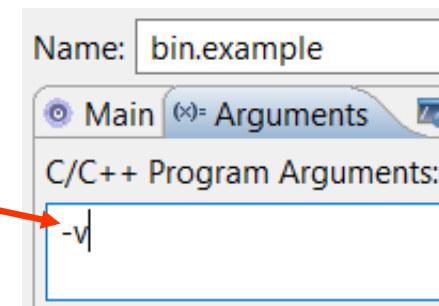 Name: bin.example
Main (x)= Arguments
C/C++ Program Arguments:
-v